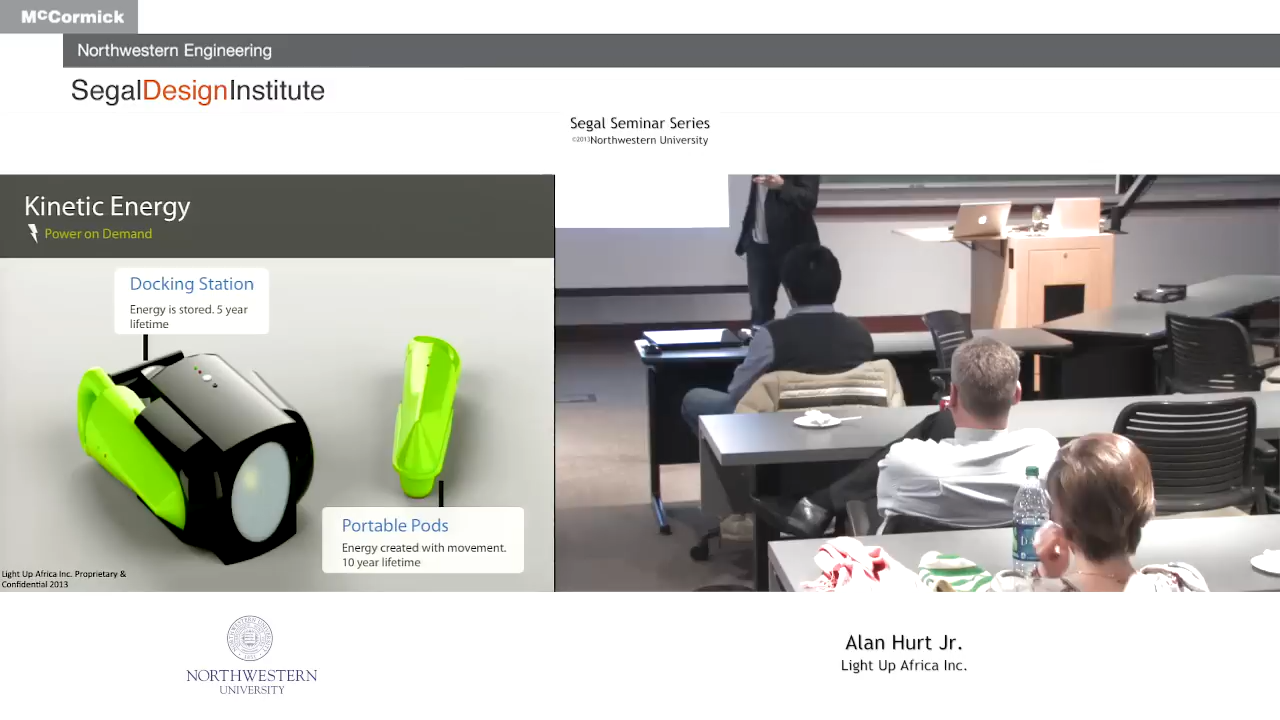 McCormick
Northwestern Engineering
SegalDesignInstitute
Segal Seminar Series
©2013Northwestern University
Kinetic Energy
Power on Demand
Docking Station
Energy is stored. 5 year
lifetime
Portable Pods
Energy created with movement.
10 year lifetime
Light Up Africa Inc. Proprietary &
Confidential 2013
NORTHWESTERN
UNIVERSITY
Alan Hurt Jr.
Light Up Africa Inc.